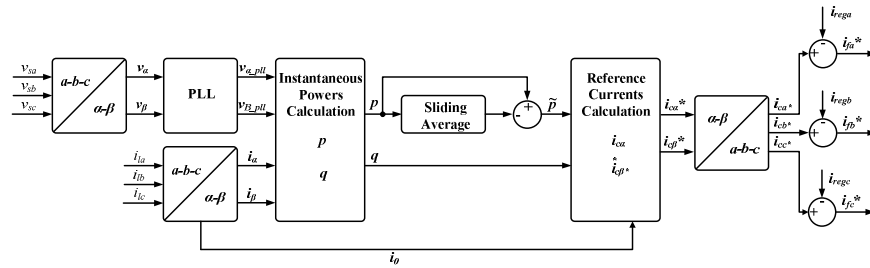 v_sa
v_sb
v_sc
a-b-c
α-β
v_α
v_β
PLL
v_α_pll
v_B_pll
i_la
i_lb
i_lc
a-b-c
α-β
i_α
i_β
i_0
Instantaneous
Powers
Calculation
p
q
p
q
Sliding
Average
+
-
p̃
Reference
Currents
Calculation
i_cα
*
i_cβ*
i_cα*
i_cβ*
α-β
a-b-c
i_ca*
i_cb*
i_cc*
i_rega
-
+
i_fa*
i_regb
-
+
i_fb*
i_regc
-
+
i_fc*